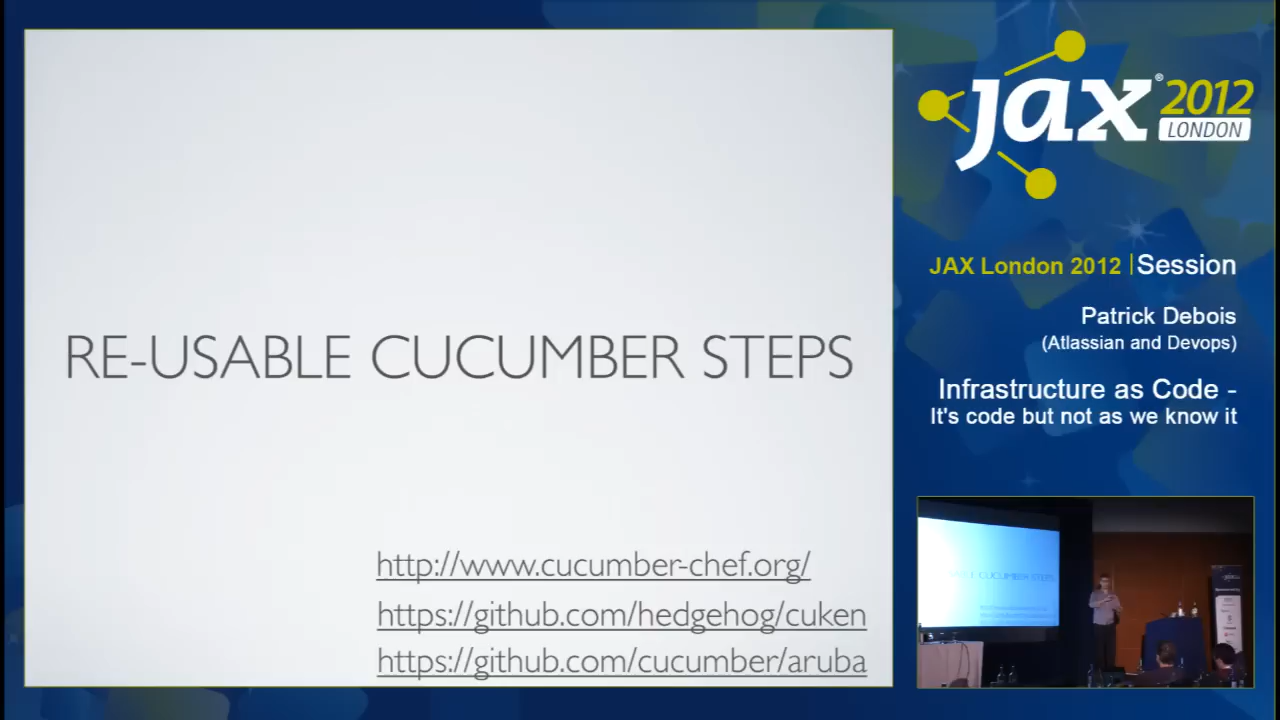 RE-USABLE CUCUMBER STEPS
http://www.cucumber-chef.org/
https://github.com/hedgehog/cuken
https://github.com/cucumber/aruba
jax® 2012
LONDON
JAX London 2012 | Session
Patrick Debois
(Atlassian and Devops)
Infrastructure as Code -
It's code but not as we know it
CUCUMBER STEPS